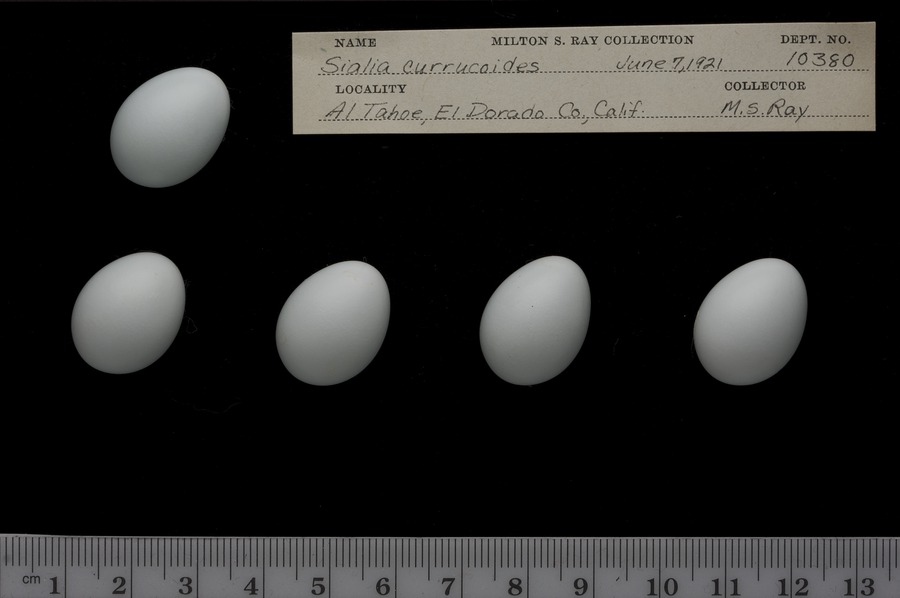 NAME MILTON S. RAY COLLECTION DEPT. NO.
Sialia currucoides June 7, 1921 10380
LOCALITY COLLECTOR
Al Tahoe, El Dorado Co., Calif. M.S. Ray
cm 1 2 3 4 5 6 7 8 9 10 11 12 13